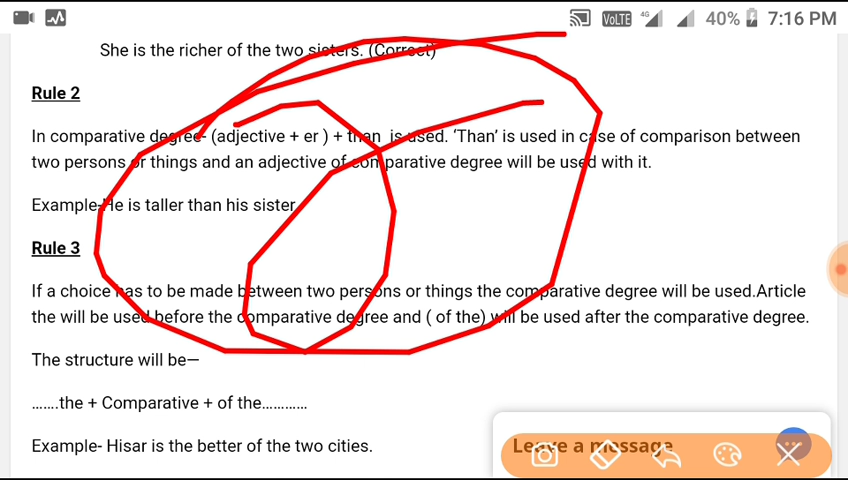 VoLTE 4G 40% 7:16 PM
She is the richer of the two sisters. (Correct)
Rule 2
In comparative degree- (adjective + er ) + than is used. 'Than' is used in case of comparison between
two persons or things and an adjective of comparative degree will be used with it.
Example-He is taller than his sister
Rule 3
If a choice has to be made between two persons or things the comparative degree will be used.Article
the will be used before the comparative degree and ( of the) will be used after the comparative degree.
The structure will be—
.......the + Comparative + of the............
Example- Hisar is the better of the two cities.
Leave a message